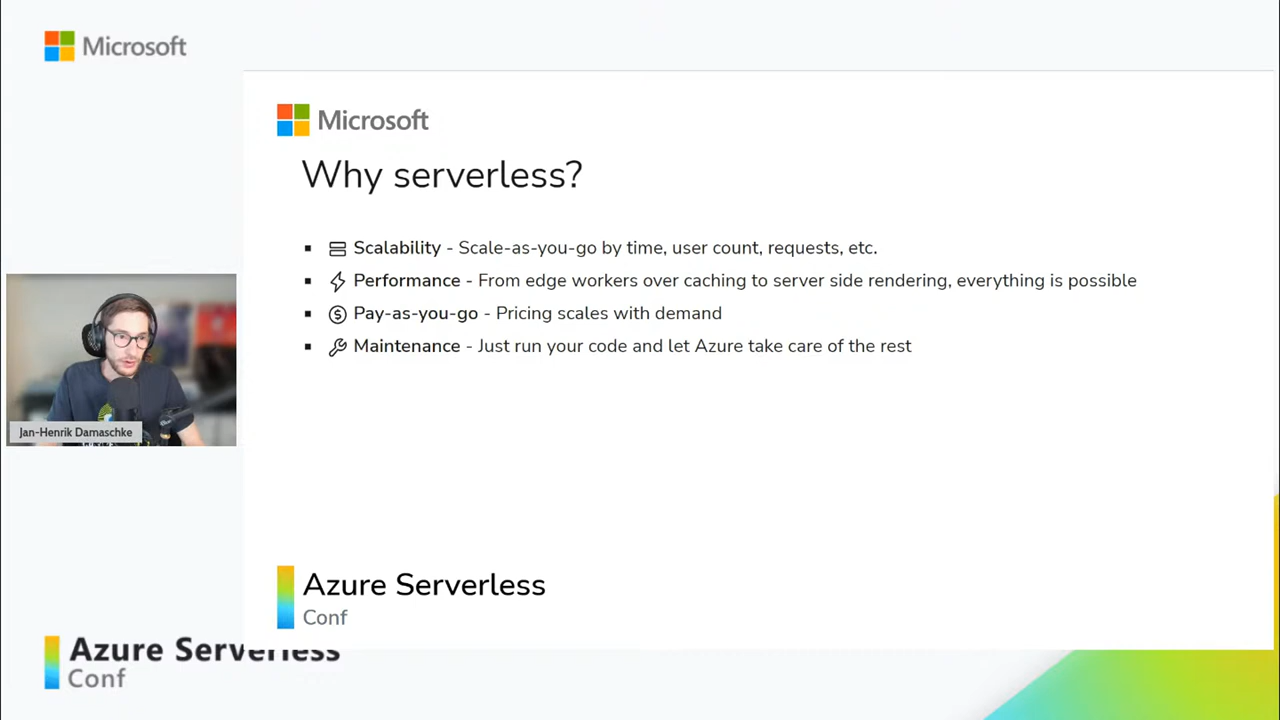 Microsoft
Microsoft
Why serverless?
Scalability - Scale-as-you-go by time, user count, requests, etc.
Performance - From edge workers over caching to server side rendering, everything is possible
Pay-as-you-go - Pricing scales with demand
Maintenance - Just run your code and let Azure take care of the rest
Jan-Henrik Damaschke
Azure Serverless
Conf
Azure Serverless
Conf